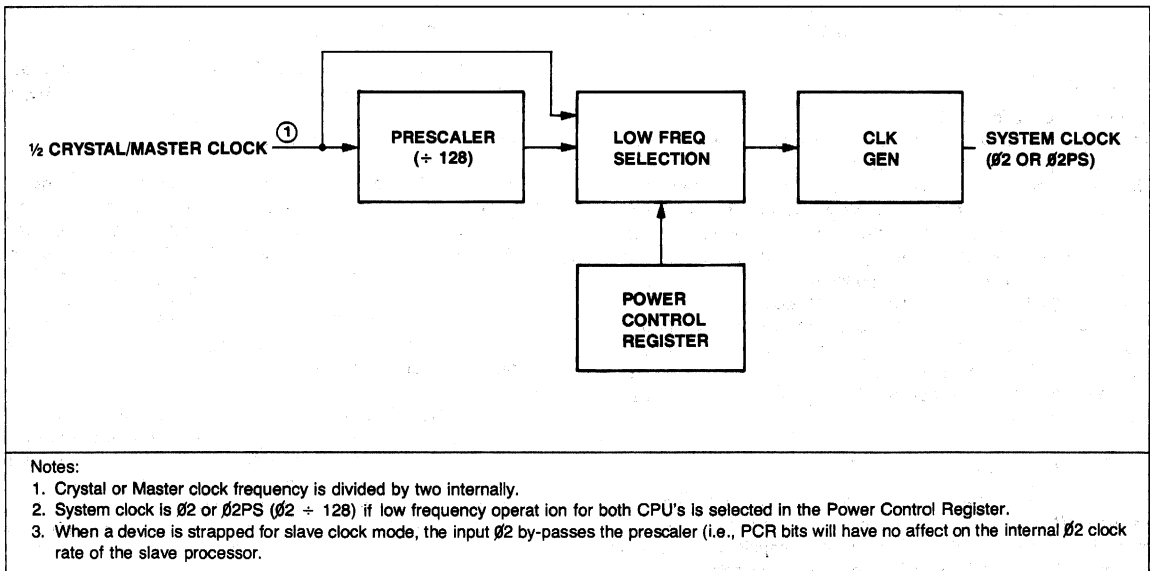 ½ CRYSTAL/MASTER CLOCK
①
PRESCALER
(÷ 128)
LOW FREQ
SELECTION
CLK
GEN
SYSTEM CLOCK
(Ø2 OR Ø2PS)
POWER
CONTROL
REGISTER
Notes:
1. Crystal or Master clock frequency is divided by two internally.
2. System clock is Ø2 or Ø2PS (Ø2 ÷ 128) if low frequency operat ion for both CPU's is selected in the Power Control Register.
3. When a device is strapped for slave clock mode, the input Ø2 by-passes the prescaler (i.e., PCR bits will have no affect on the internal Ø2 clock
rate of the slave processor.